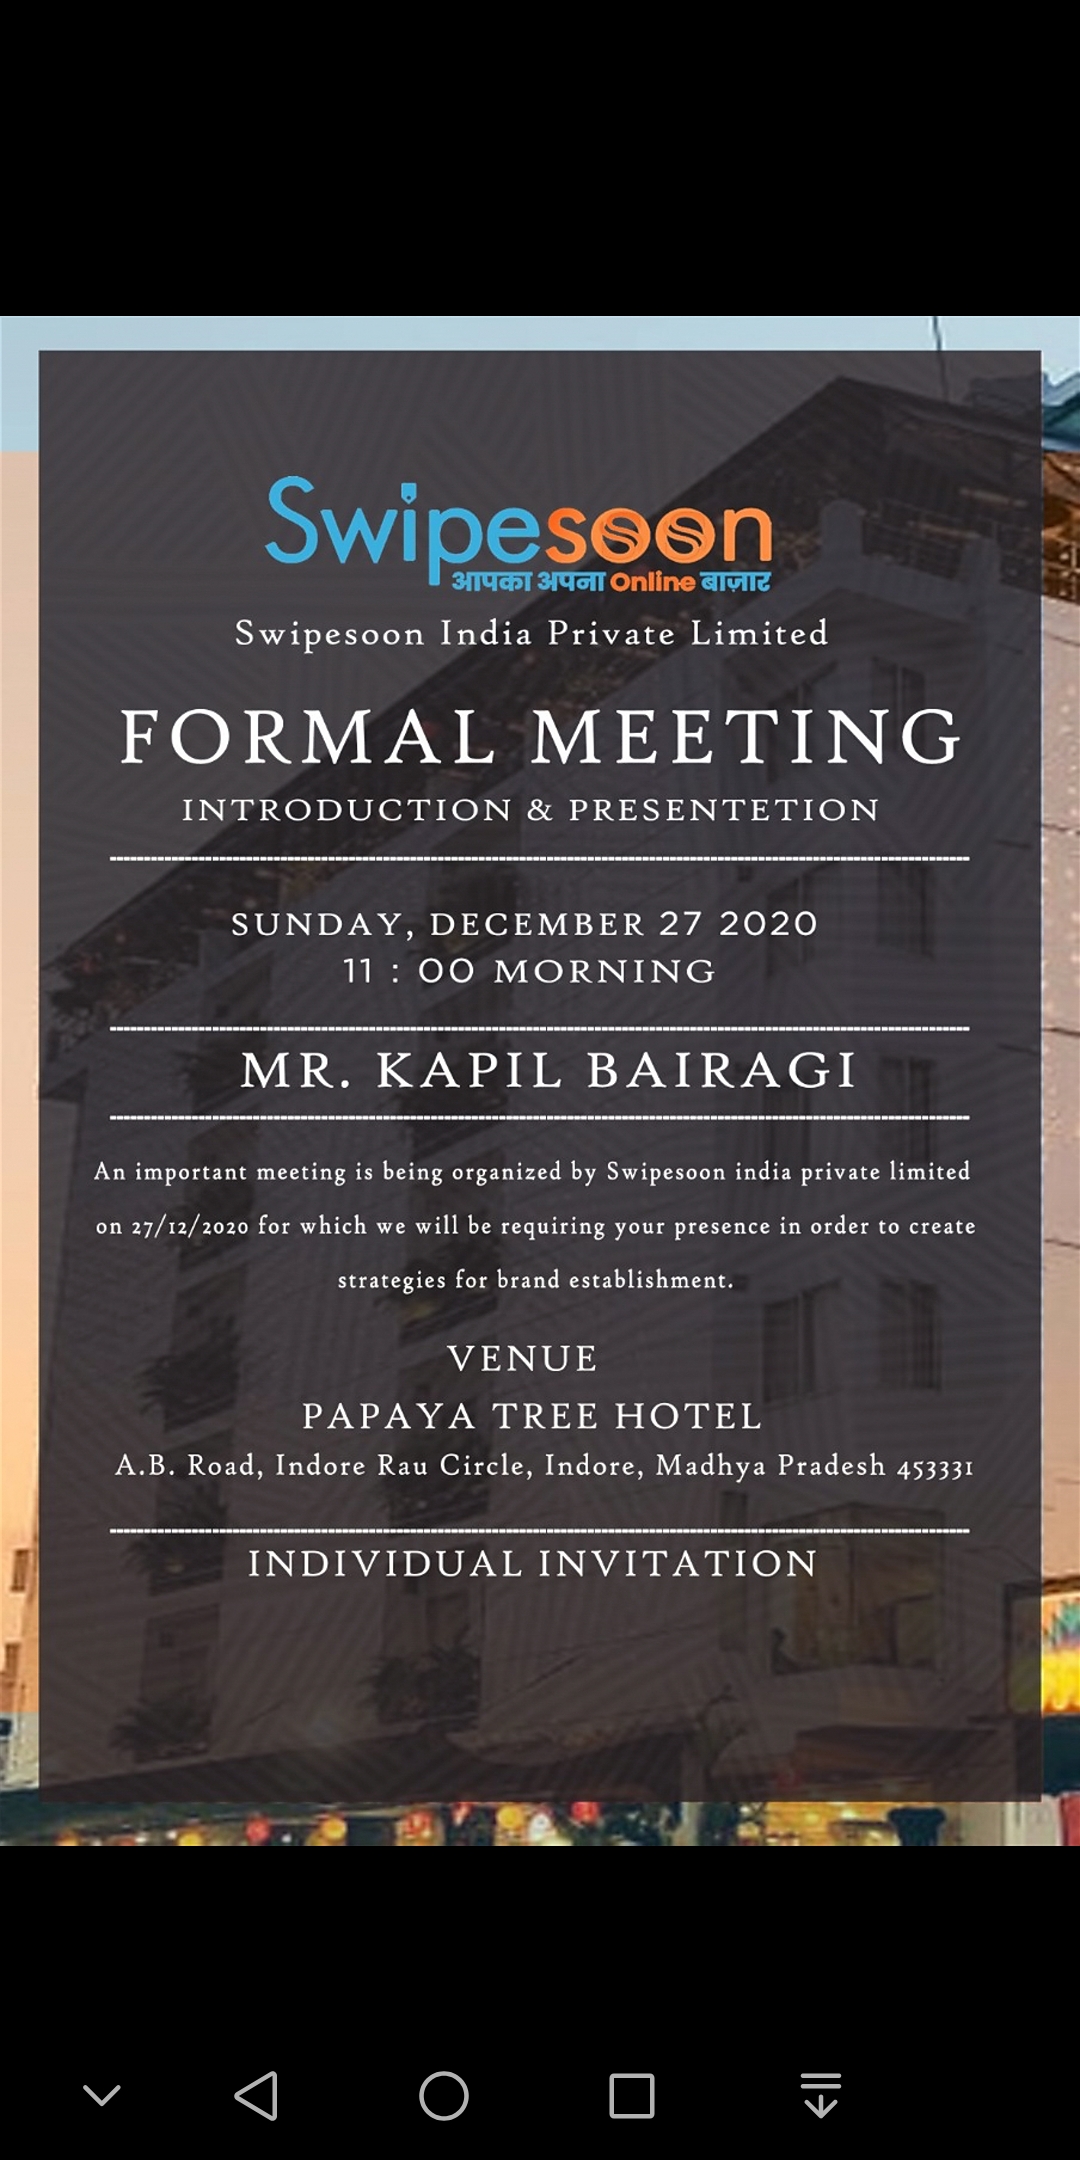 Swipesoon
आपका अपना Online बाज़ार
Swipesoon India Private Limited
FORMAL MEETING
INTRODUCTION & PRESENTETION
SUNDAY, DECEMBER 27 2020
11 : 00 MORNING
MR. KAPIL BAIRAGI
An important meeting is being organized by Swipesoon india private limited
on 27/12/2020 for which we will be requiring your presence in order to create
strategies for brand establishment.
VENUE
PAPAYA TREE HOTEL
A.B. Road, Indore Rau Circle, Indore, Madhya Pradesh 453331
INDIVIDUAL INVITATION